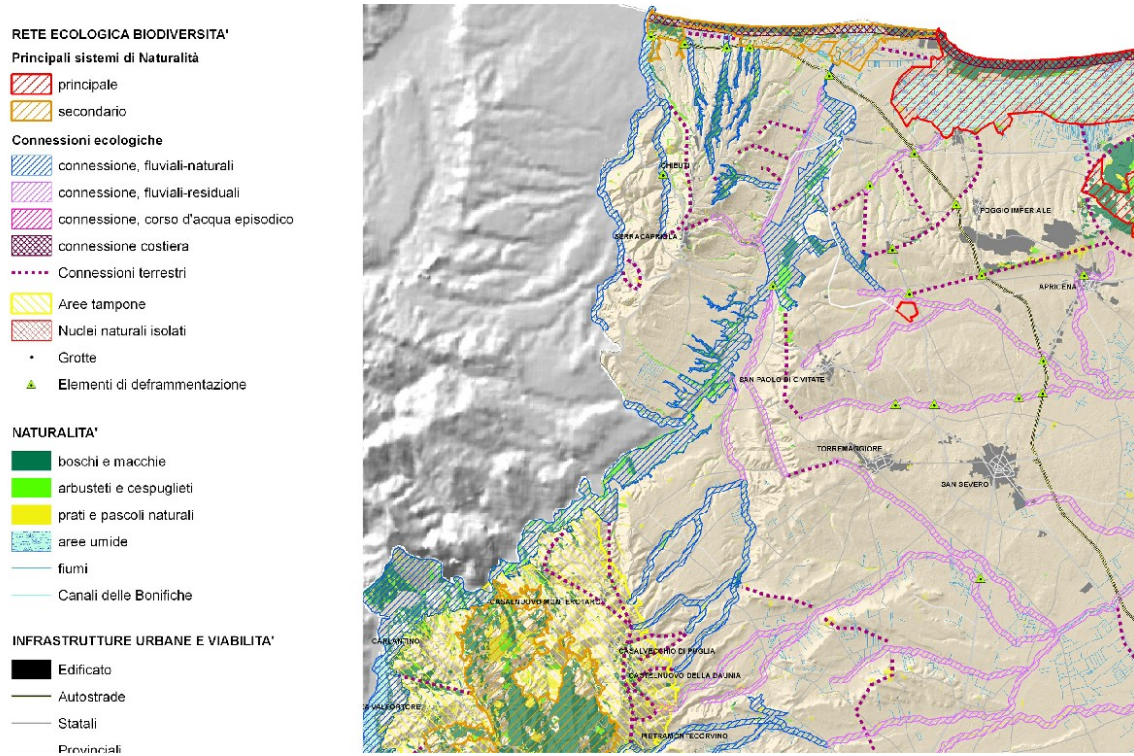 RETE ECOLOGICA BIODIVERSITA'
Principali sistemi di Naturalità
principale
secondario
Connessioni ecologiche
connessione, fluviali-naturali
connessione, fluviali-residuali
connessione, corso d'acqua episodico
connessione costiera
Connessioni terrestri
Aree tampone
Nuclei naturali isolati
Grotte
Elementi di deframmentazione
NATURALITA'
boschi e macchie
arbusteti e cespuglieti
prati e pascoli naturali
aree umide
fiumi
Canali delle Bonifiche
INFRASTRUTTURE URBANE E VIABILITA'
Edificato
Autostrade
Statali
Provinciali
CHIEUTI
POGGIO IMPERIALE
SERRACAPRIOLA
APRICENA
SAN PAOLO DI CIVITATE
TORREMAGGIORE
SAN SEVERO
CASALNUOVO MONTEROTARO
CARLANTINO
CASALVECCHIO DI PUGLIA
CASTELNUOVO DELLA DAUNIA
PIETRAMONTECORVINO